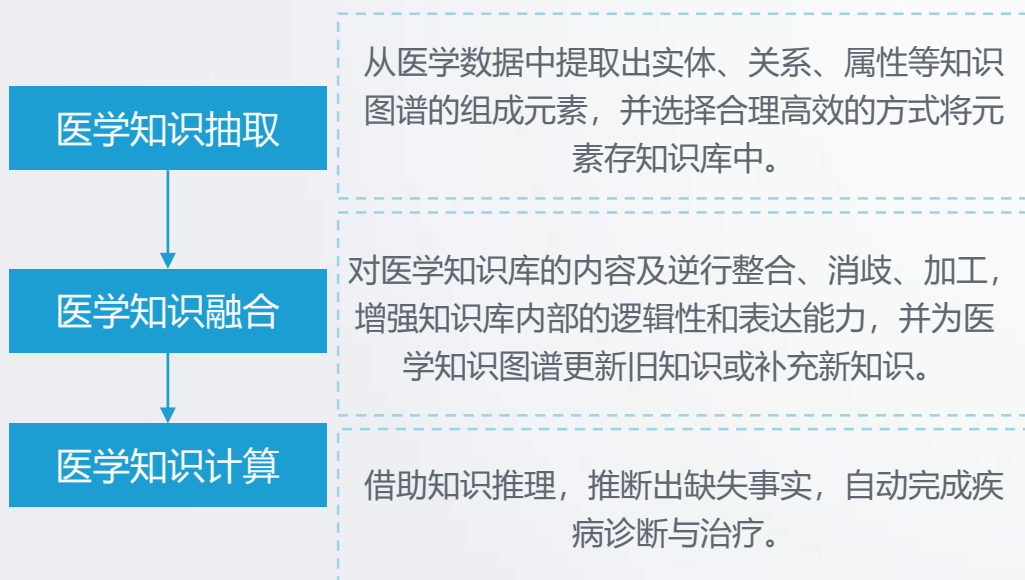 医学知识抽取
从医学数据中提取出实体、关系、属性等知识
图谱的组成元素，并选择合理高效的方式将元
素存知识库中。
医学知识融合
对医学知识库的内容及逆行整合、消歧、加工，
增强知识库内部的逻辑性和表达能力，并为医
学知识图谱更新旧知识或补充新知识。
医学知识计算
借助知识推理，推断出缺失事实，自动完成疾
病诊断与治疗。